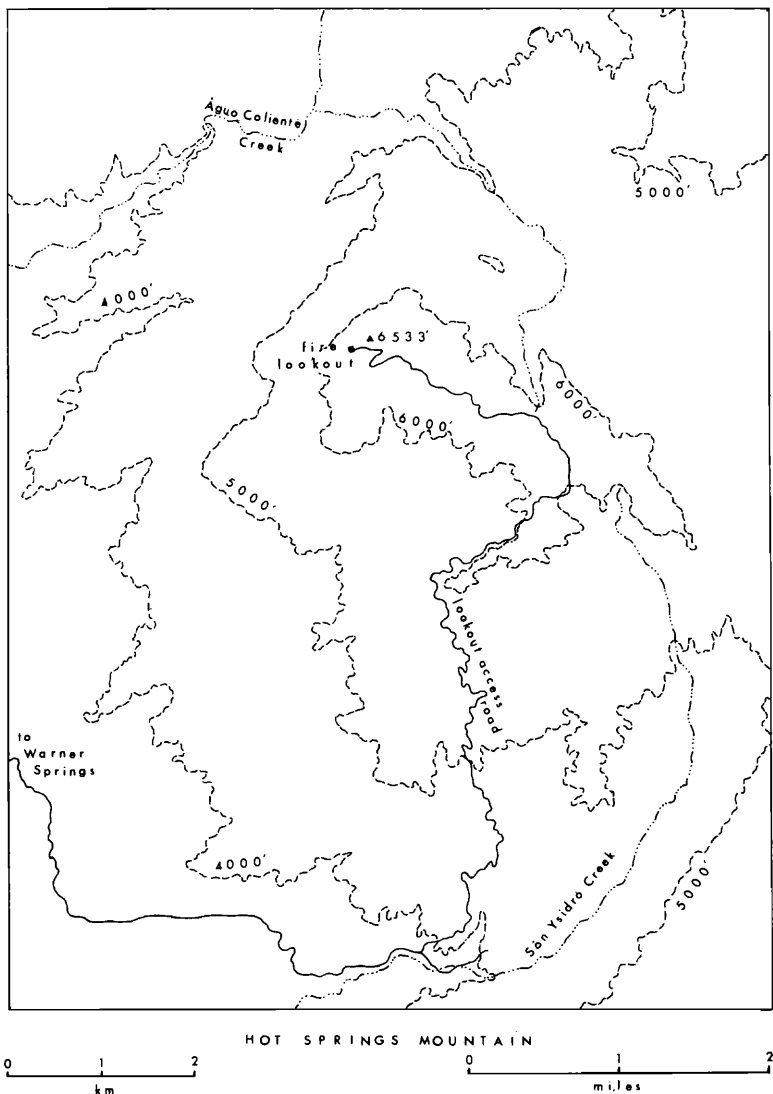 Aguo Caliente
Creek
5000'
4000'
▲6533'
fire
lookout
6000'
6000'
5000'
lookout access
road
to
Warner
Springs
4000'
San Ysidro Creek
5000'
HOT SPRINGS MOUNTAIN
0 1 2
km
0 1 2
miles